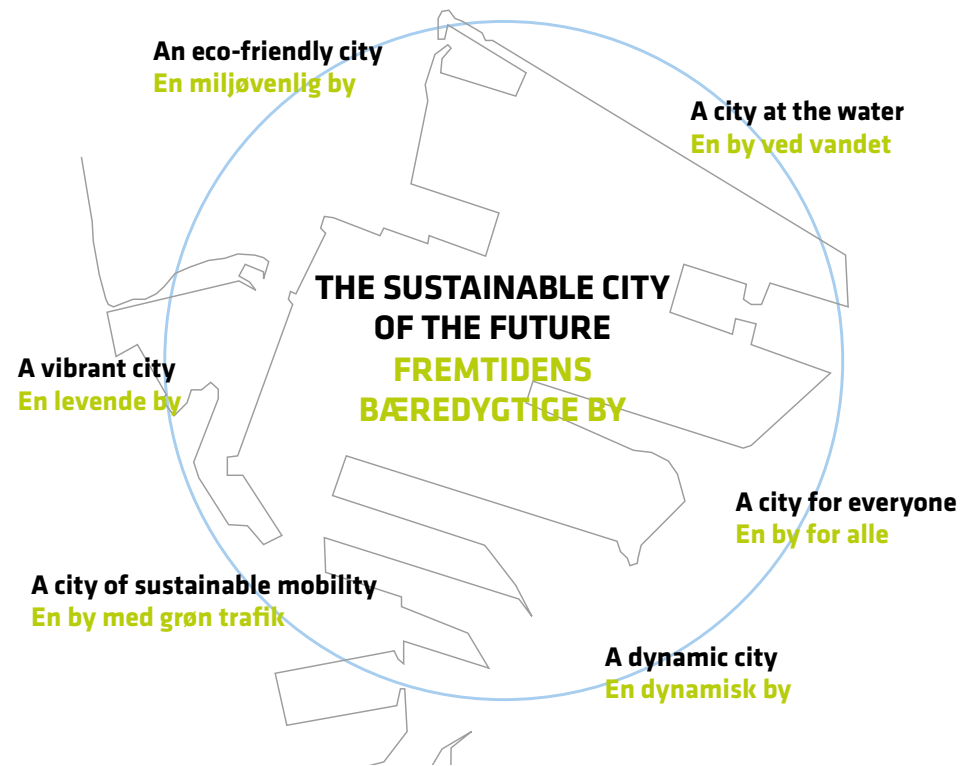 An eco-friendly city
En miljøvenlig by
A city at the water
En by ved vandet
THE SUSTAINABLE CITY
OF THE FUTURE
FREMTIDENS
BÆREDYGTIGE BY
A vibrant city
En levende by
A city for everyone
En by for alle
A city of sustainable mobility
En by med grøn trafik
A dynamic city
En dynamisk by